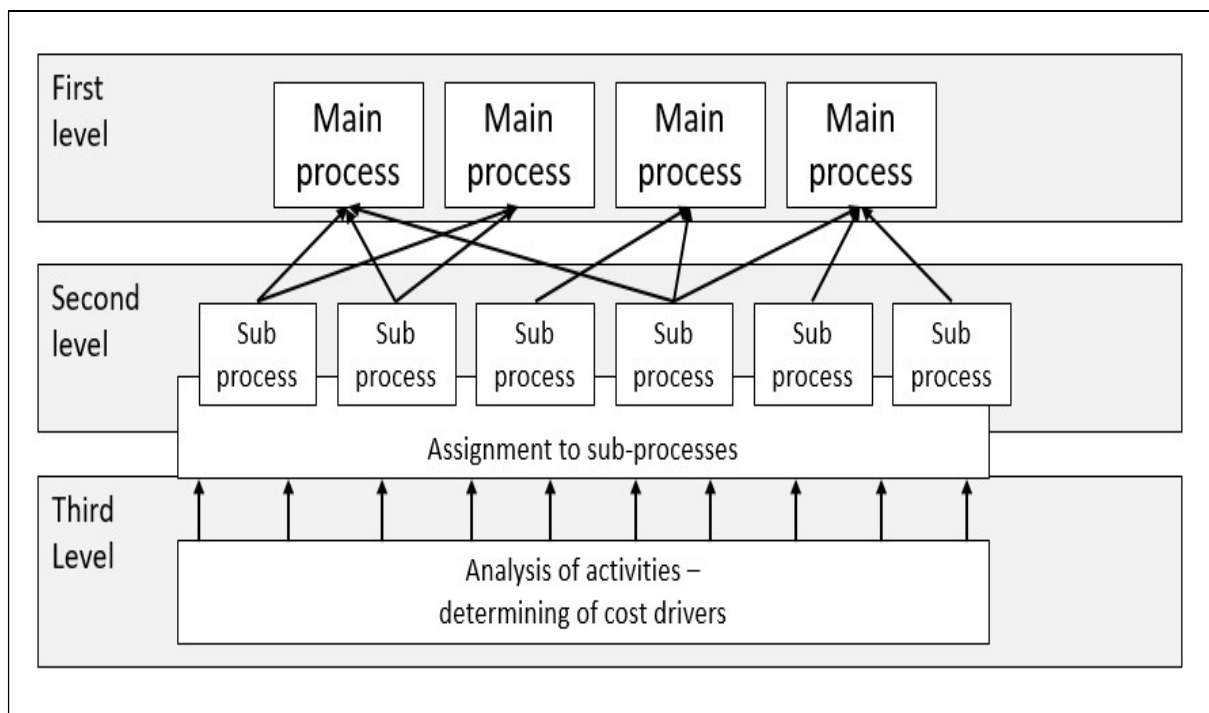 First
level
Main
process
Main
process
Main
process
Main
process
Second
level
Sub
process
Sub
process
Sub
process
Sub
process
Sub
process
Sub
process
Assignment to sub-processes
Third
Level
Analysis of activities –
determining of cost drivers